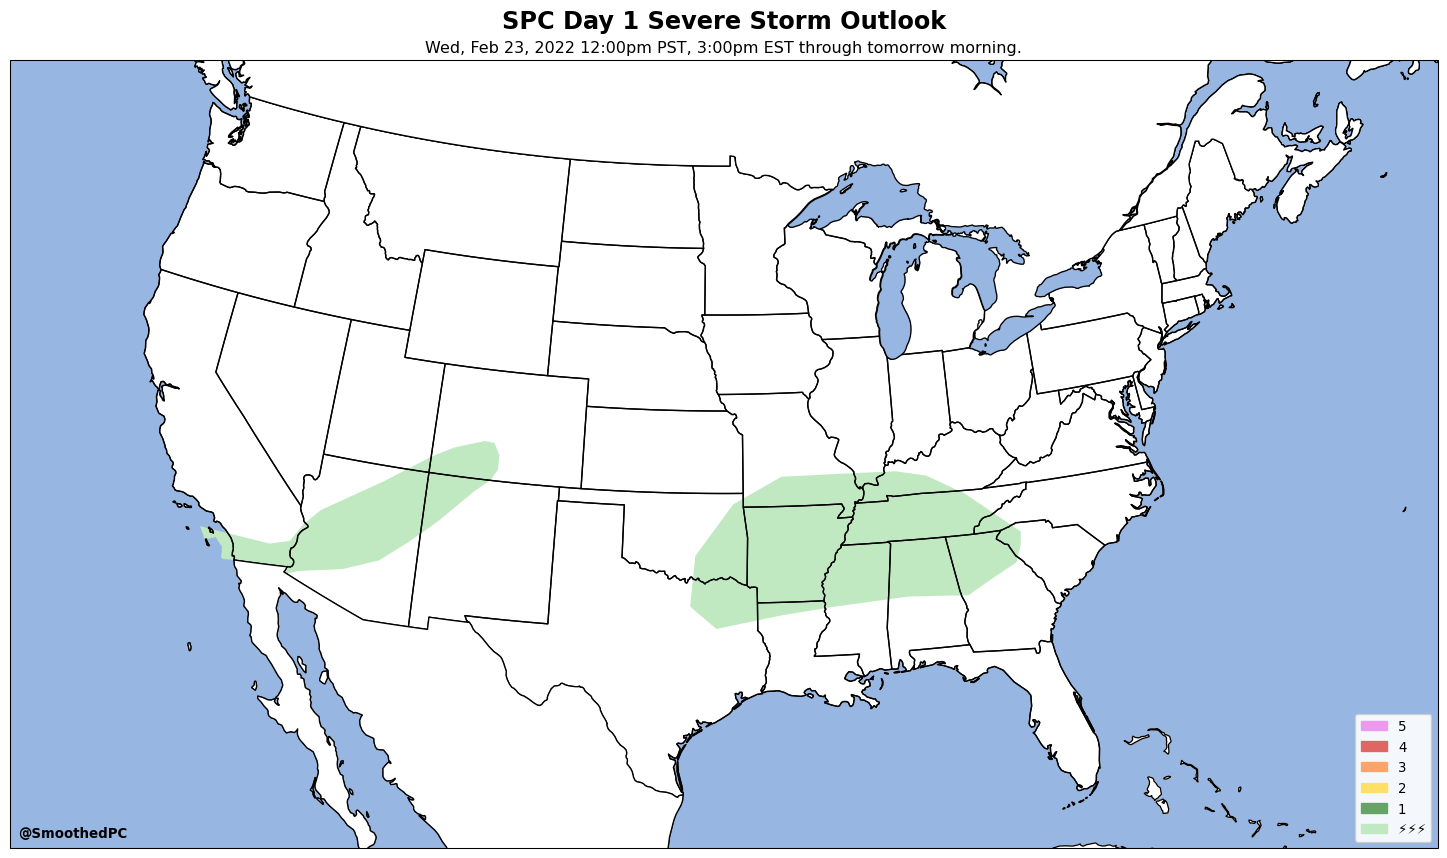 SPC Day 1 Severe Storm Outlook
Wed, Feb 23, 2022 12:00pm PST, 3:00pm EST through tomorrow morning.
5
4
3
2
1
⚡⚡⚡
@SmoothedPC